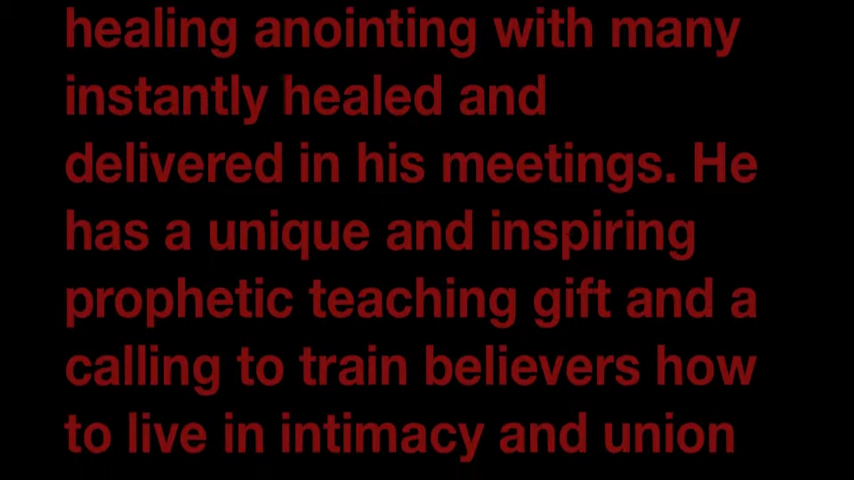 healing anointing with many
instantly healed and
delivered in his meetings. He
has a unique and inspiring
prophetic teaching gift and a
calling to train believers how
to live in intimacy and union